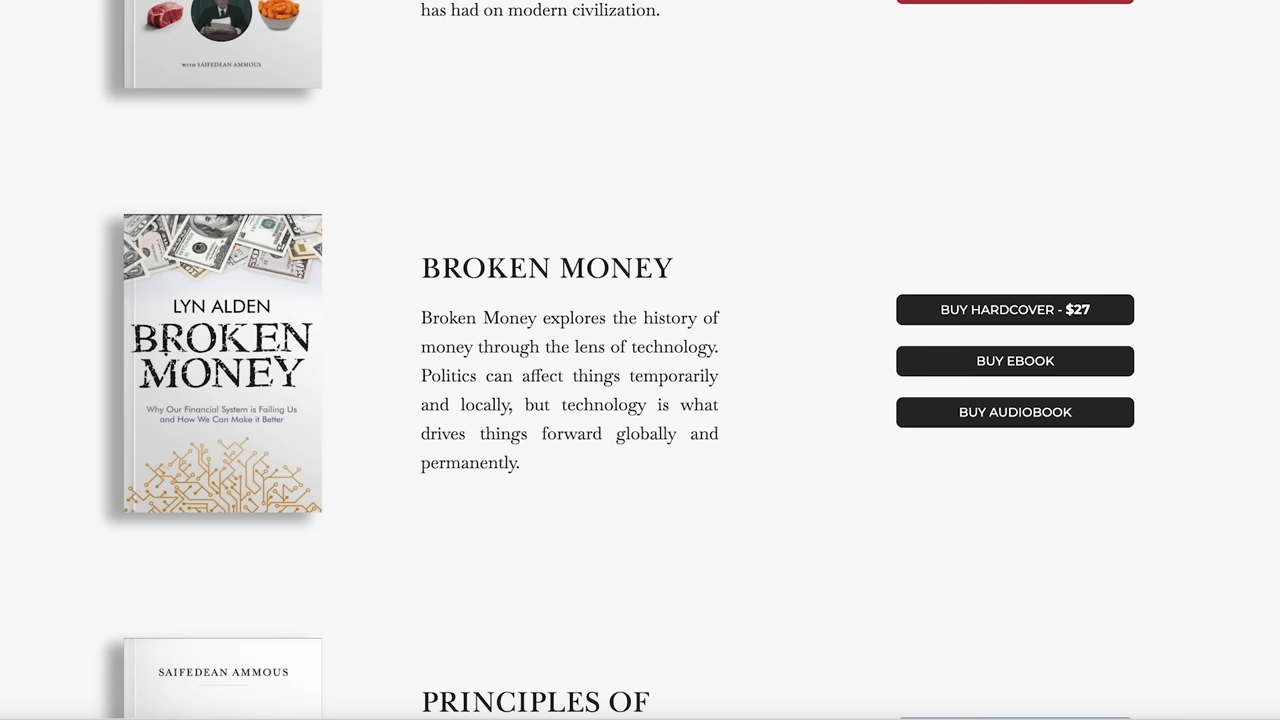 has had on modern civilization.
WITH SAIFEDEAN AMMOUS
LYN ALDEN
BROKEN
MONEY
Why Our Financial System is Failing Us
and How We Can Make it Better
BROKEN MONEY
Broken Money explores the history of
money through the lens of technology.
Politics can affect things temporarily
and locally, but technology is what
drives things forward globally and
permanently.
BUY HARDCOVER - $27
BUY EBOOK
BUY AUDIOBOOK
SAIFEDEAN AMMOUS
PRINCIPLES OF